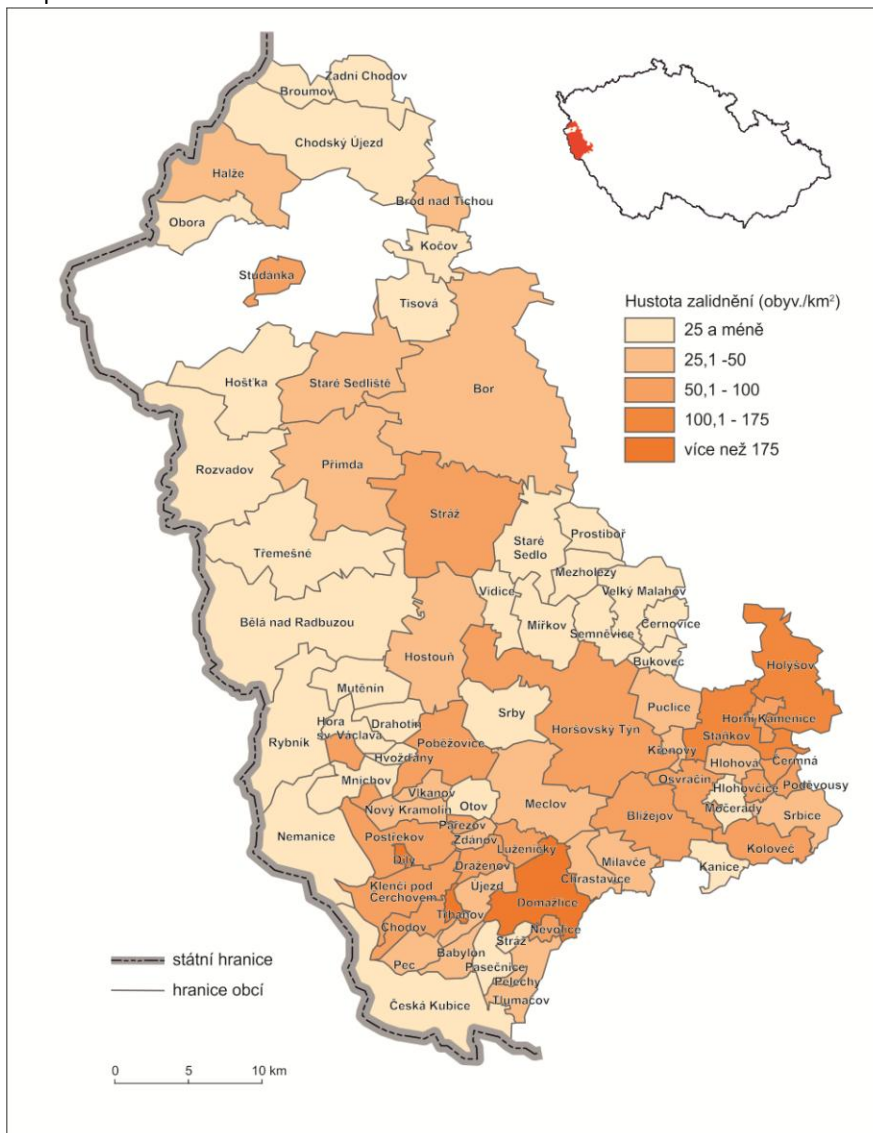 Zadní Chodov
Broumov
Chodský Újezd
Halže
Brod nad Tichou
Obora
Kočov
Studánka
Tisová
Hustota zalidnění (obyv./km²)
25 a méně
25,1 -50
50,1 - 100
100,1 - 175
více než 175
Hošťka
Staré Sedliště
Bor
Rozvadov
Přimda
Stráž
Staré
Sedlo
Prostiboř
Třemešné
Mezholezy
Vidice
Velký Malahov
Bělá nad Radbuzou
Mířkov
Semněvice
Černovice
Hostouň
Bukovec
Holyšov
Mutěnín
Srby
Puclice
Horní Kamenice
Hora
sv. Václava
Drahotín
Horšovský Týn
Staňkov
Rybník
Poběžovice
Křenovy
Hvožďany
Hlohová
Čermná
Mnichov
Osvračín
Hlohovčice
Poděvousy
Vlkanov
Otov
Meclov
Močerady
Nový Kramolín
Blížejov
Srbice
Nemanice
Pařezov
Postřekov
Ždánov
Luženičky
Koloveč
Díly
Draženov
Milavče
Kanice
Klenčí pod
Čerchovem
Újezd
Chrastavice
Trhanov
Domažlice
Chodov
Nevolice
Stráž
Babylon
Pec
Pasečnice
státní hranice
Pelechy
hranice obcí
Česká Kubice
Tlumačov
0 5 10 km